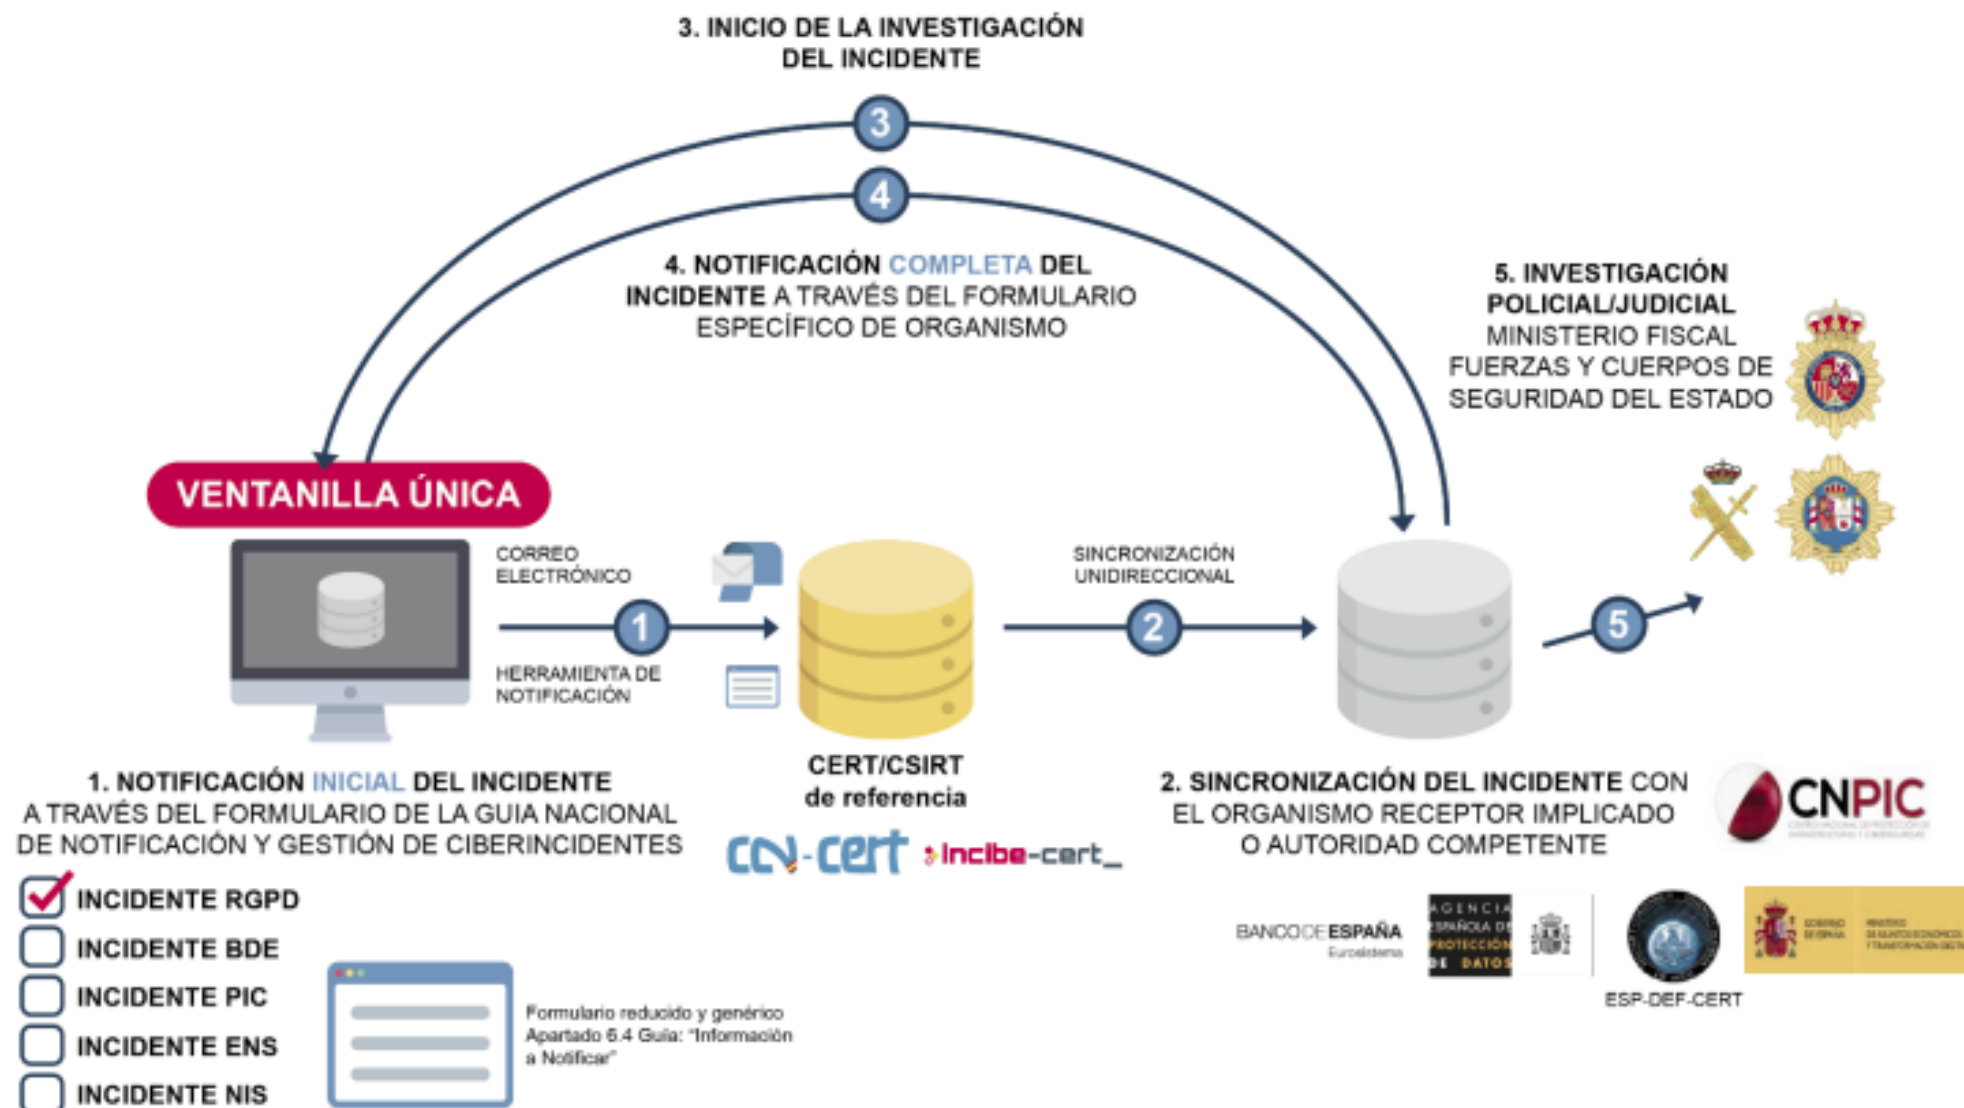 3. INICIO DE LA INVESTIGACIÓN
DEL INCIDENTE
3
4
4. NOTIFICACIÓN COMPLETA DEL
INCIDENTE A TRAVÉS DEL FORMULARIO
ESPECÍFICO DE ORGANISMO
5. INVESTIGACIÓN
POLICIAL/JUDICIAL
MINISTERIO FISCAL
FUERZAS Y CUERPOS DE
SEGURIDAD DEL ESTADO
VENTANILLA ÚNICA
CORREO
ELECTRÓNICO
1
HERRAMIENTA DE
NOTIFICACIÓN
SINCRONIZACIÓN
UNIDIRECCIONAL
2
5
1. NOTIFICACIÓN INICIAL DEL INCIDENTE
A TRAVÉS DEL FORMULARIO DE LA GUIA NACIONAL
DE NOTIFICACIÓN Y GESTIÓN DE CIBERINCIDENTES
CERT/CSIRT
de referencia
ccn-cert
incibe-cert_
2. SINCRONIZACIÓN DEL INCIDENTE CON
EL ORGANISMO RECEPTOR IMPLICADO
O AUTORIDAD COMPETENTE
CNPIC
INCIDENTE RGPD
INCIDENTE BDE
INCIDENTE PIC
INCIDENTE ENS
INCIDENTE NIS
Formulario reducido y genérico
Apartado 6.4 Guía: "Información
a Notificar"
BANCO DE ESPAÑA
Eurosistema
AGENCIA
ESPAÑOLA DE
PROTECCIÓN
DE DATOS
ESP-DEF-CERT
GOBIERNO
DE ESPAÑA
MINISTERIO